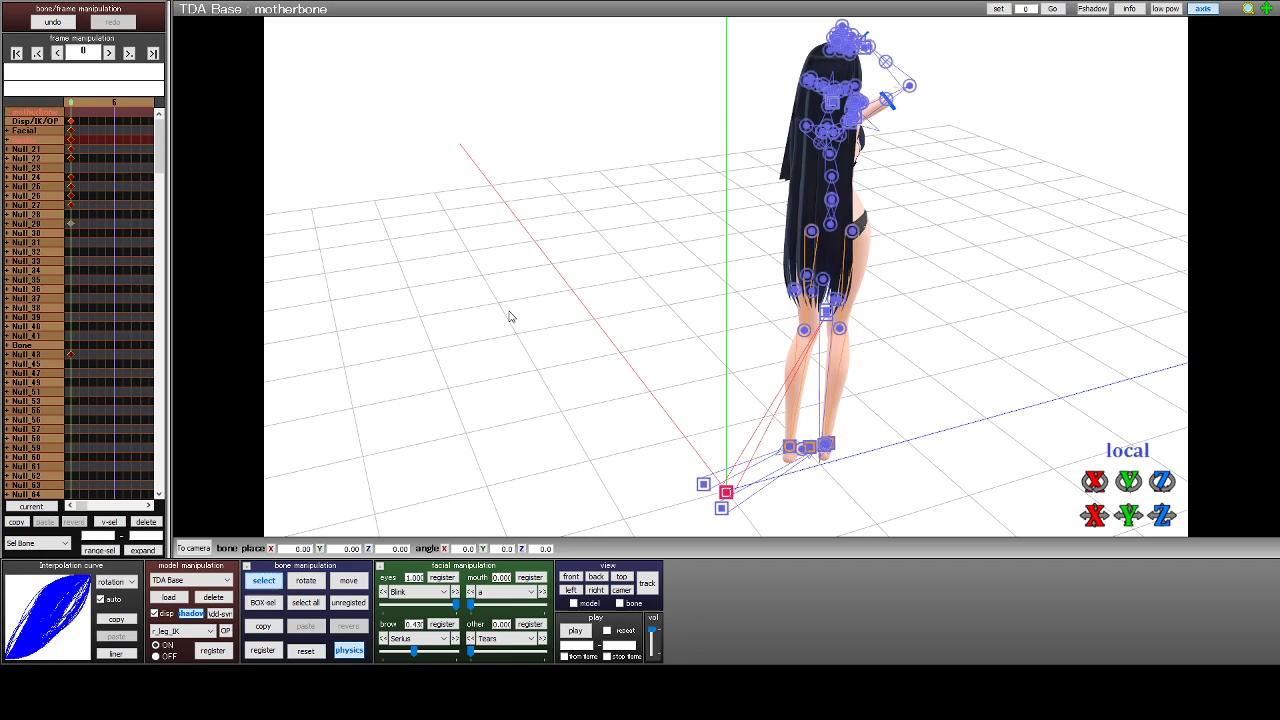 bone/frame manipulation
undo
redo
frame manipulation
0
6
motherbone
Disp/IK/OP
+ Facial
+ Null_21
+ Null_22
+ Null_23
+ Null_24
+ Null_25
+ Null_26
+ Null_27
+ Null_28
+ Null_29
+ Null_30
+ Null_31
+ Null_32
+ Null_33
+ Null_34
+ Null_35
+ Null_36
+ Null_37
+ Null_38
+ Null_39
+ Null_40
+ Null_41
+ Bone
+ Null_43
+ Null_45
+ Null_47
+ Null_49
+ Null_51
+ Null_53
+ Null_55
+ Null_56
+ Null_57
+ Null_58
+ Null_59
+ Null_60
+ Null_61
+ Null_62
+ Null_63
+ Null_64
current
copy paste revers v-sel delete
Sel Bone -
range-sel expand
TDA Base : motherbone
set 0 Go Fshadow info low pow axis
local
X Y Z
X Y Z
To camera bone place X 0.00 Y 0.00 Z 0.00 angle X 0.0 Y 0.0 Z 0.0
Interpolation curve
rotation
auto
copy
paste
liner
model manipulation
TDA Base
load delete
disp shadow
r_leg_IK OP
ON
OFF
register
bone manipulation
select rotate move
BOX-sel select all unregisted
copy paste revers
register reset physics
facial manipulation
eyes 1.000 register mouth 0.000 register
<< Blink >> << a >>
brow 0.430 register other 0.000 register
<< Serius >> << Tears >>
view
front back top
left right camer
track
model bone
play
play repeat
-
from flame stop flame
vol